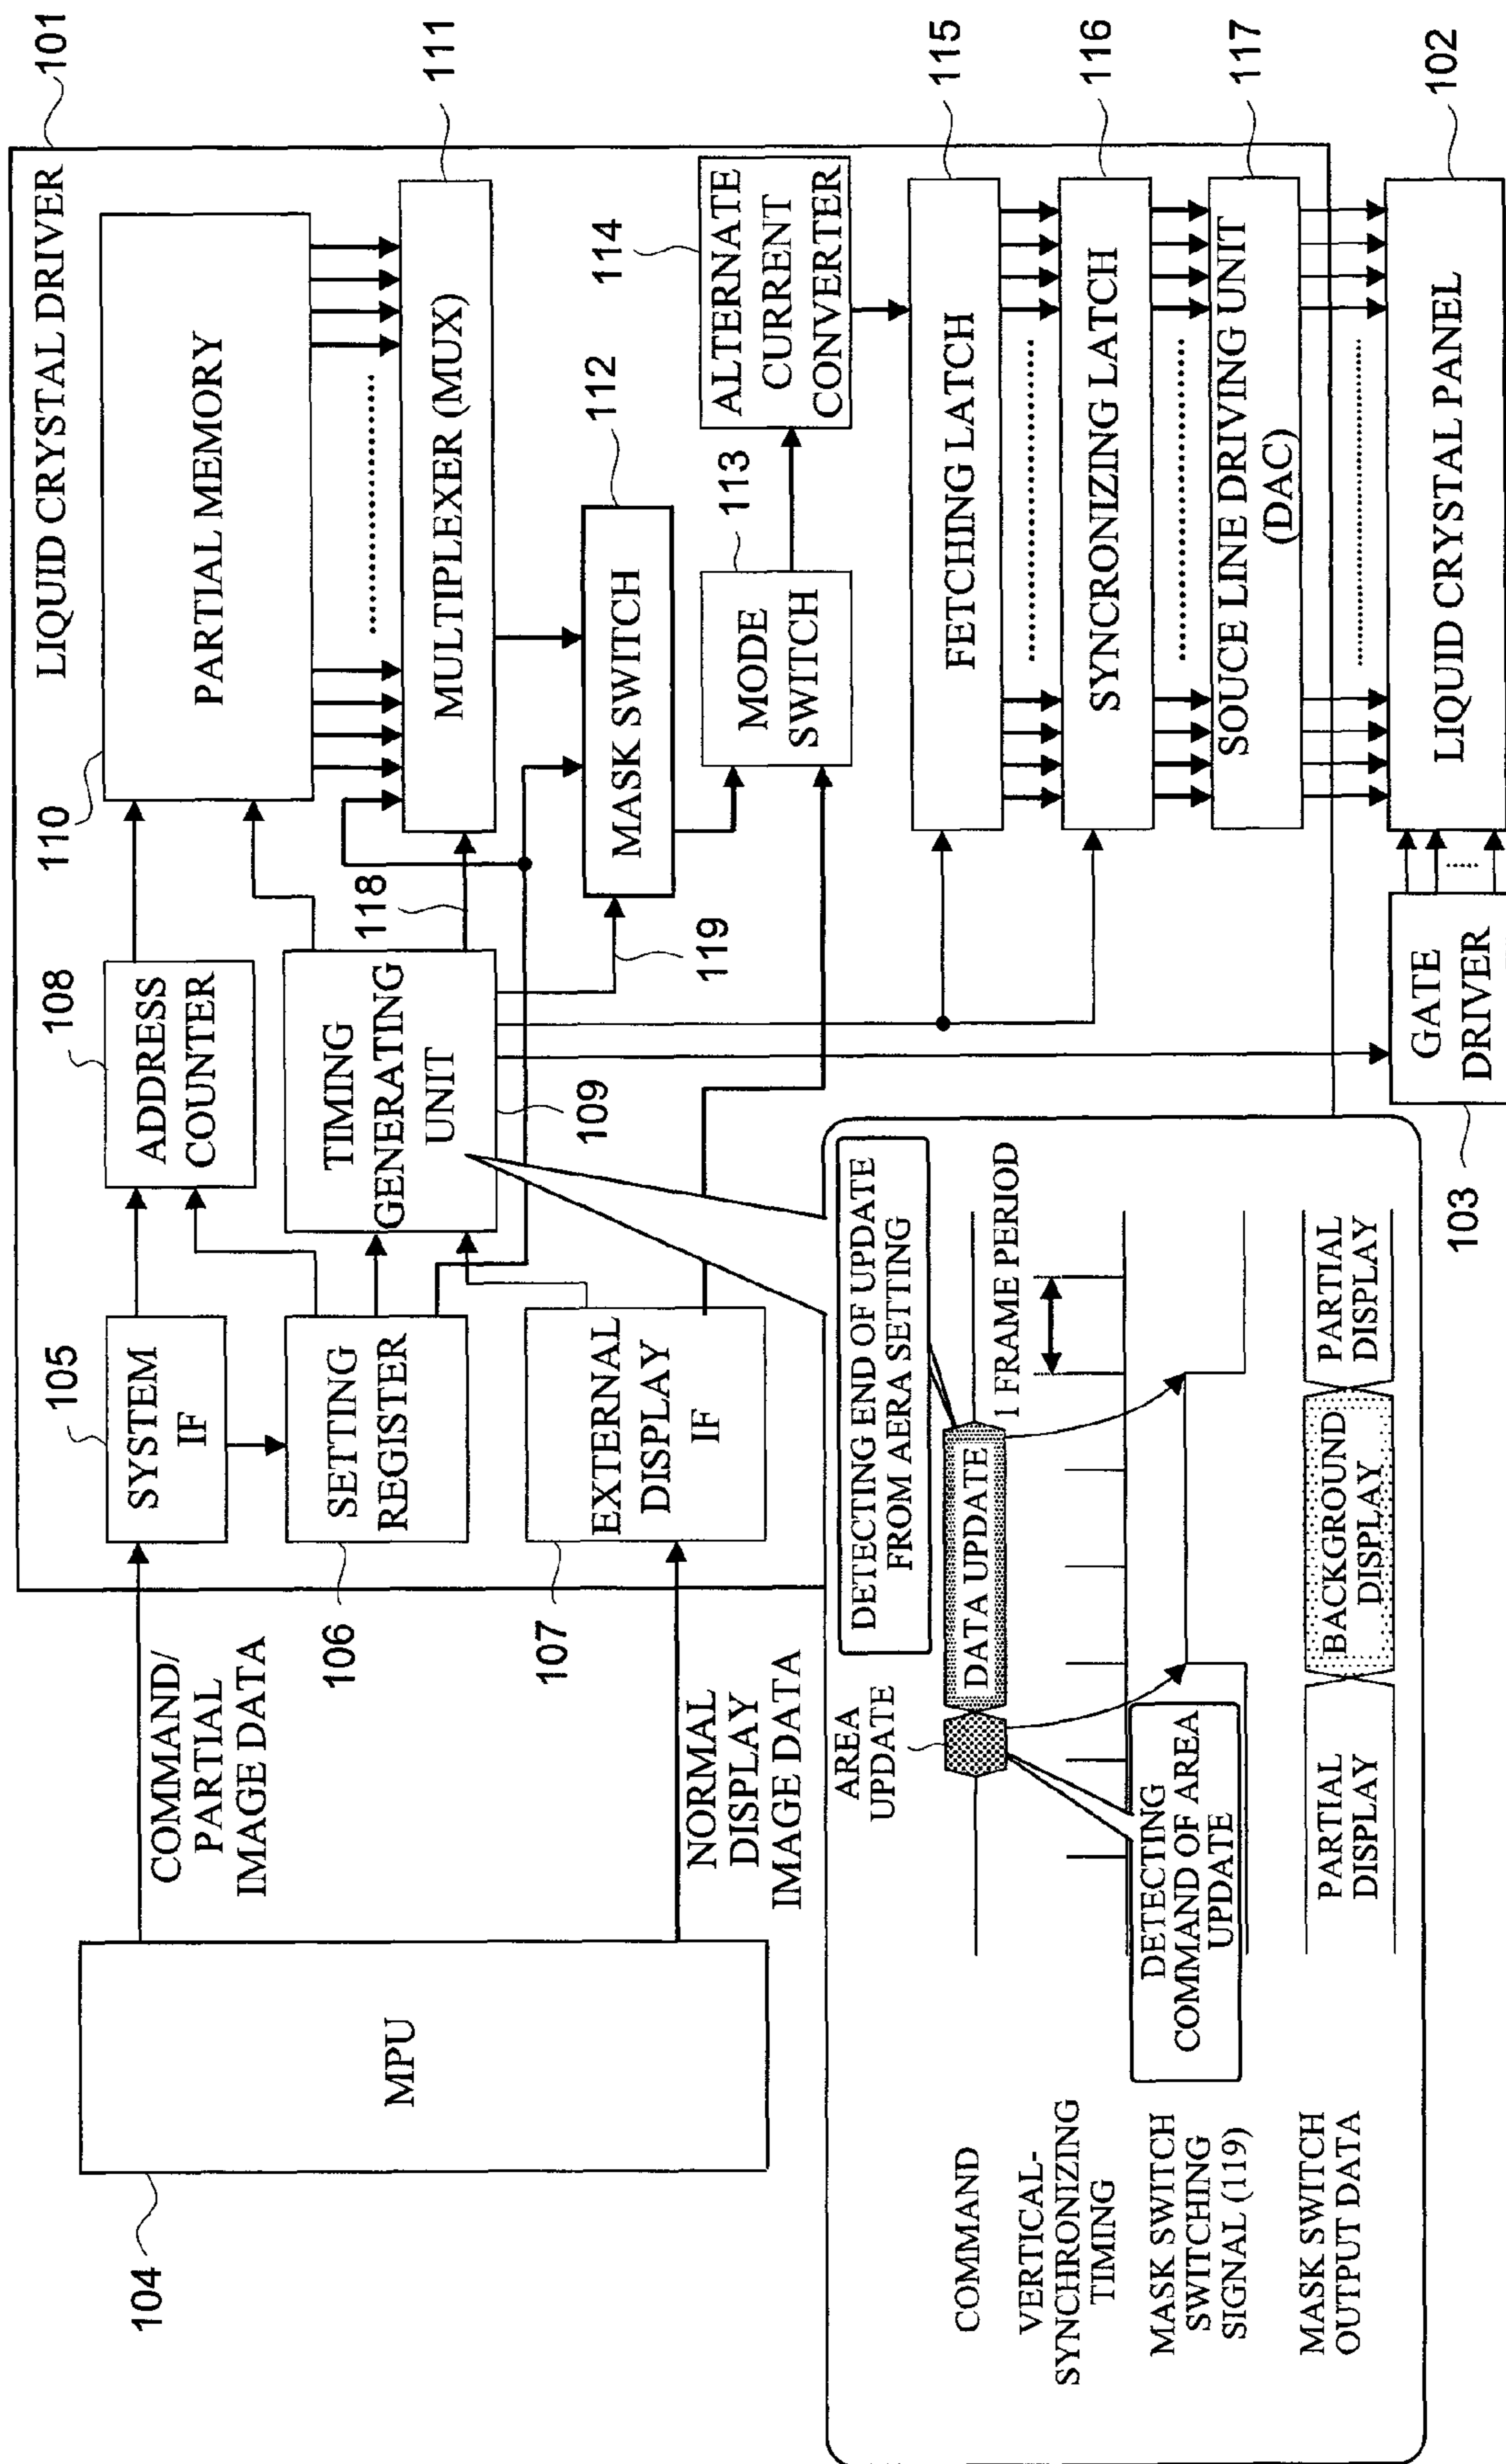 LIQUID CRYSTAL DRIVER
101
104
MPU
COMMAND/
PARTIAL
IMAGE DATA
NORMAL
DISPLAY
IMAGE DATA
105
SYSTEM
IF
106
SETTING
REGISTER
107
EXTERNAL
DISPLAY
IF
108
ADDRESS
COUNTER
TIMING
GENERATING
UNIT
109
110
PARTIAL MEMORY
118
MULTIPLEXER (MUX)
111
119
MASK SWITCH
112
MODE
SWITCH
113
ALTERNATE
CURRENT
CONVERTER
114
FETCHING LATCH
115
SYNCRONIZING LATCH
116
SOUCE LINE DRIVING UNIT
(DAC)
117
LIQUID CRYSTAL PANEL
102
GATE
DRIVER
103
DETECTING END OF UPDATE
FROM AERA SETTING
AREA
UPDATE
DATA UPDATE
1 FRAME PERIOD
COMMAND
VERTICAL-
SYNCHRONIZING
TIMING
DETECTING
COMMAND OF AREA
UPDATE
MASK SWITCH
SWITCHING
SIGNAL (119)
MASK SWITCH
OUTPUT DATA
PARTIAL
DISPLAY
BACKGROUND
DISPLAY
PARTIAL
DISPLAY